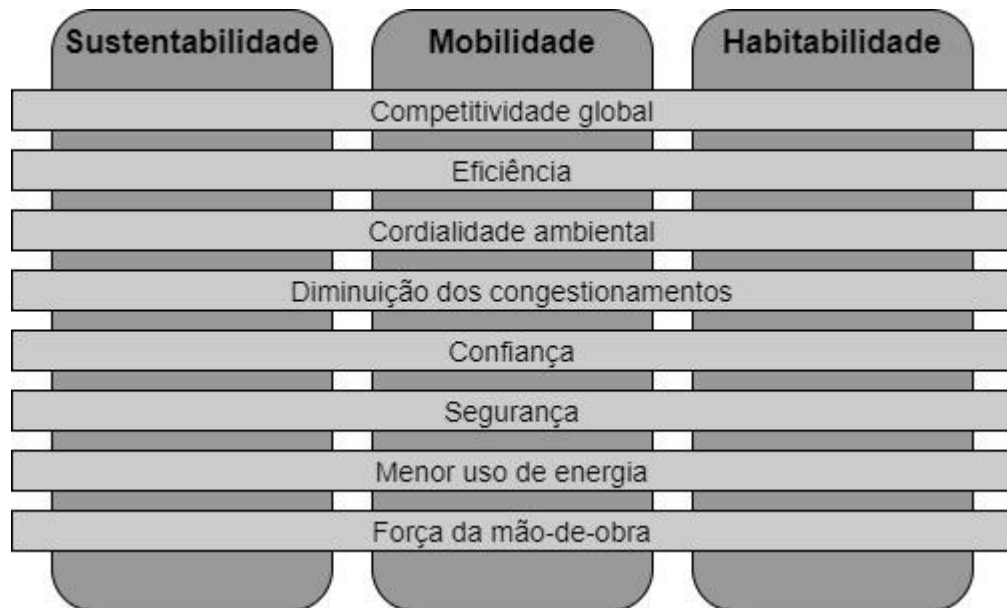 Sustentabilidade
Mobilidade
Habitabilidade
Competitividade global
Eficiência
Cordialidade ambiental
Diminuição dos congestionamentos
Confiança
Segurança
Menor uso de energia
Força da mão-de-obra